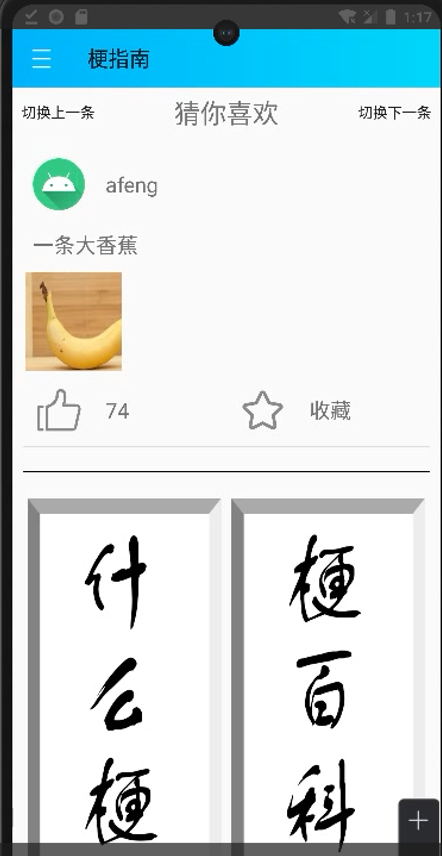 1:17
梗指南
切换上一条
猜你喜欢
切换下一条
afeng
一条大香蕉
74
收藏
什么梗
梗百科